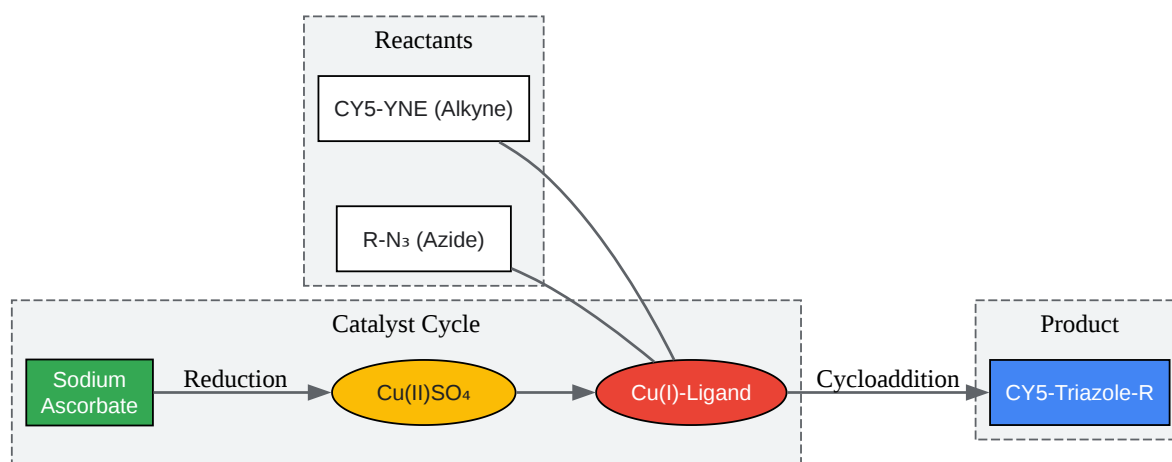 Reactants
CY5-YNE (Alkyne)
R-N₃ (Azide)
Catalyst Cycle
Sodium
Ascorbate
Reduction
Cu(II)SO₄
Cu(I)-Ligand
Cycloaddition
Product
CY5-Triazole-R